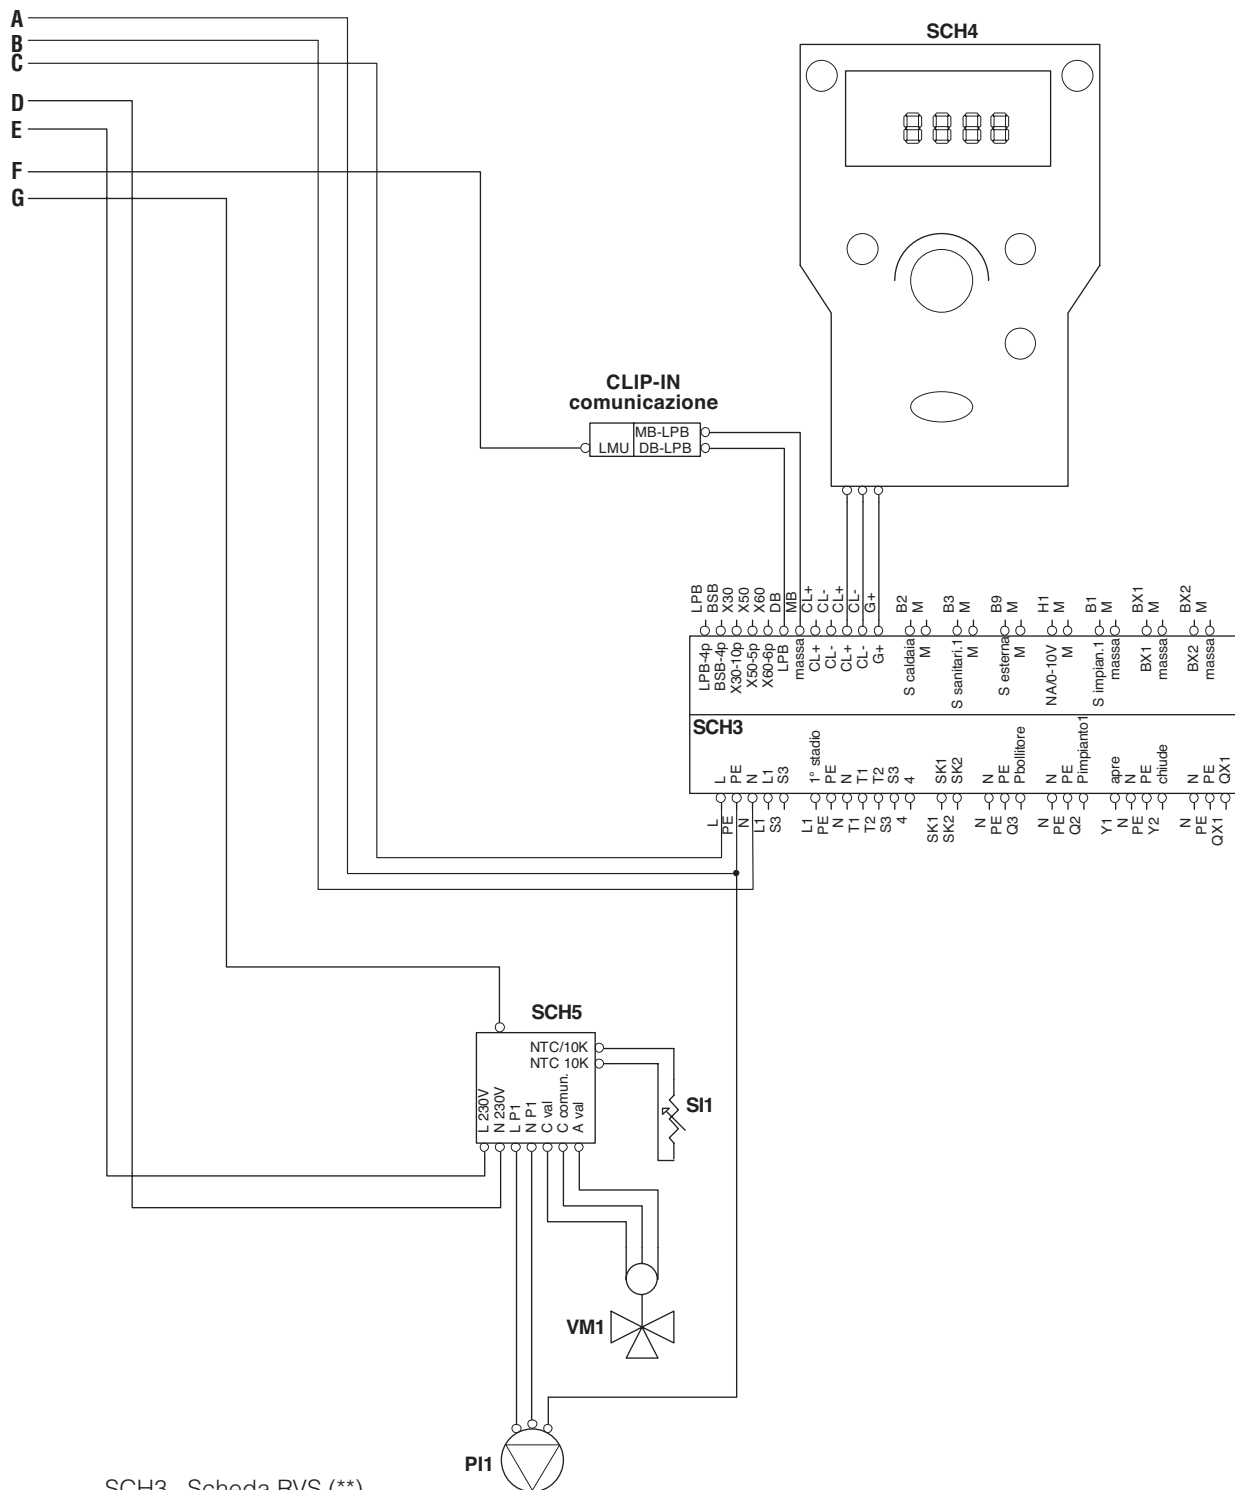 A
B
C
D
E
F
G
SCH4
CLIP-IN
comunicazione
LMU
MB-LPB
DB-LPB
LPB
BSB
X30
X50
X60
DB
MB
CL+
CL-
CL+
CL-
G+
B2
M
B3
M
B9
M
H1
M
B1
M
BX1
M
BX2
M
LPB-4p
BSB-4p
X30-10p
X50-5p
X60-6p
LPB
massa
CL+
CL-
CL+
CL-
G+
S caldaia
M
S sanitari.1
M
S esterna
M
NA/0-10V
M
S impian.1
massa
BX1
massa
BX2
massa
SCH3
L
PE
N
L1
S3
1° stadio
PE
N
T1
T2
S3
4
SK1
SK2
N
PE
Pbollitore
N
PE
Pimpianto1
apre
N
PE
chiude
N
PE
QX1
L
PE
N
L1
S3
L1
PE
N
T1
T2
S3
4
SK1
SK2
N
PE
Q3
N
PE
Q2
Y1
N
PE
Y2
N
PE
QX1
SCH5
NTC/10K
NTC 10K
L 230V
N 230V
L P1
N P1
C val
C comun.
A val
SI1
VM1
PI1
SCH3 Scheda RVS (**)